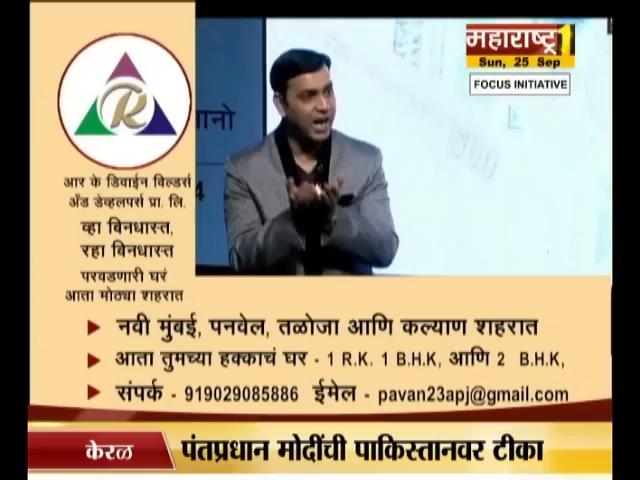 महाराष्ट्र 1
Sun, 25 Sep
FOCUS INITIATIVE
R
आर के डिवाईन बिल्डर्स
अँड डेव्हलपर्स प्रा. लि.
व्हा बिनधास्त,
रहा बिनधास्त
परवडणारी घरं
आता मोठ्या शहरात
नवी मुंबई, पनवेल, तळोजा आणि कल्याण शहरात
आता तुमच्या हक्काचं घर - 1 R.K. 1 B.H.K, आणि 2 B.H.K,
संपर्क - 919029085886 ईमेल - pavan23apj@gmail.com
केरळ
पंतप्रधान मोदींची पाकिस्तानवर टीका